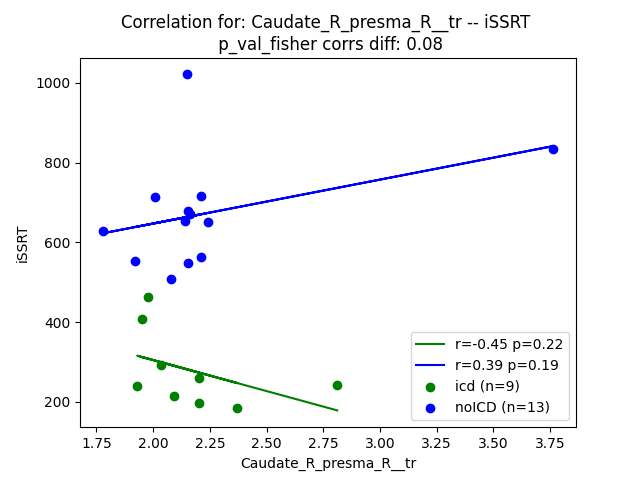 Correlation for: Caudate_R_presma_R__tr -- iSSRT
p_val_fisher corrs diff: 0.08
1000
800
600
400
200
iSSRT
1.75 2.00 2.25 2.50 2.75 3.00 3.25 3.50 3.75
Caudate_R_presma_R__tr
r=-0.45 p=0.22
r=0.39 p=0.19
icd (n=9)
noICD (n=13)